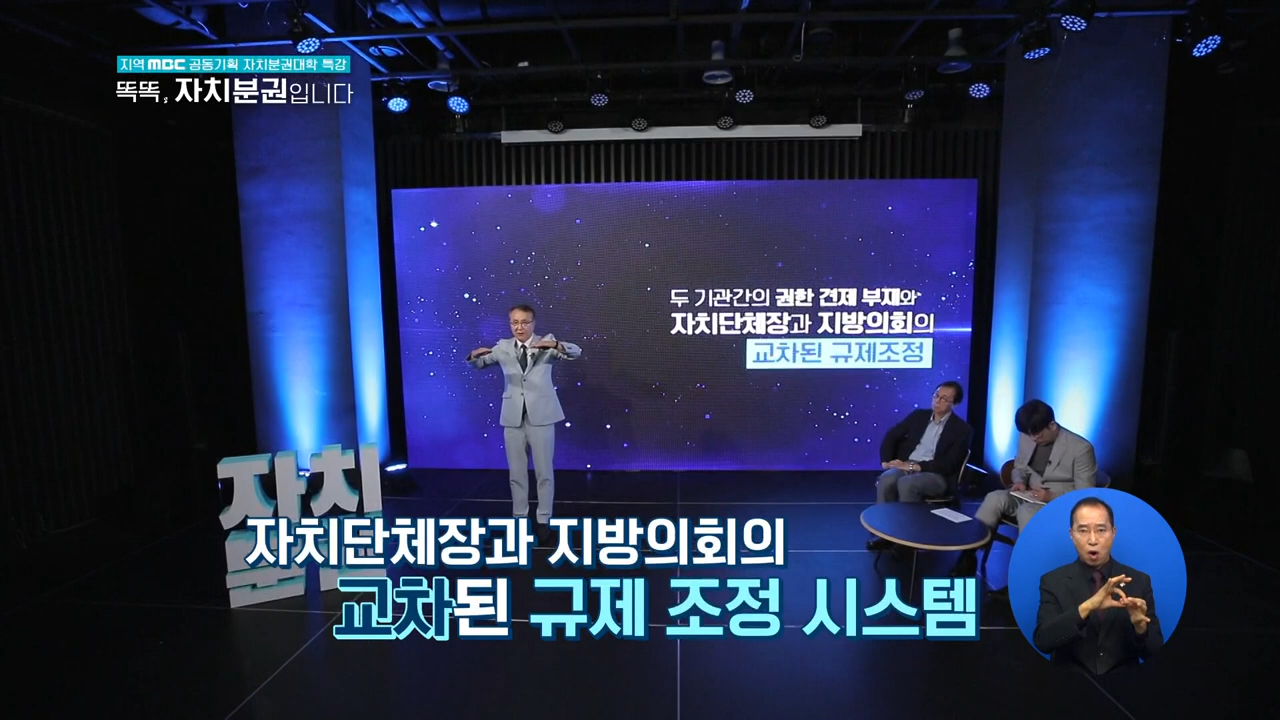 지역 MBC 공동기획 자치분권대학 특강
똑똑, 자치분권입니다
두 기관간의 권한 견제 부재와
자치단체장과 지방의회의
교차된 규제조정
자치
자치단체장과 지방의회의
교차된 규제 조정 시스템